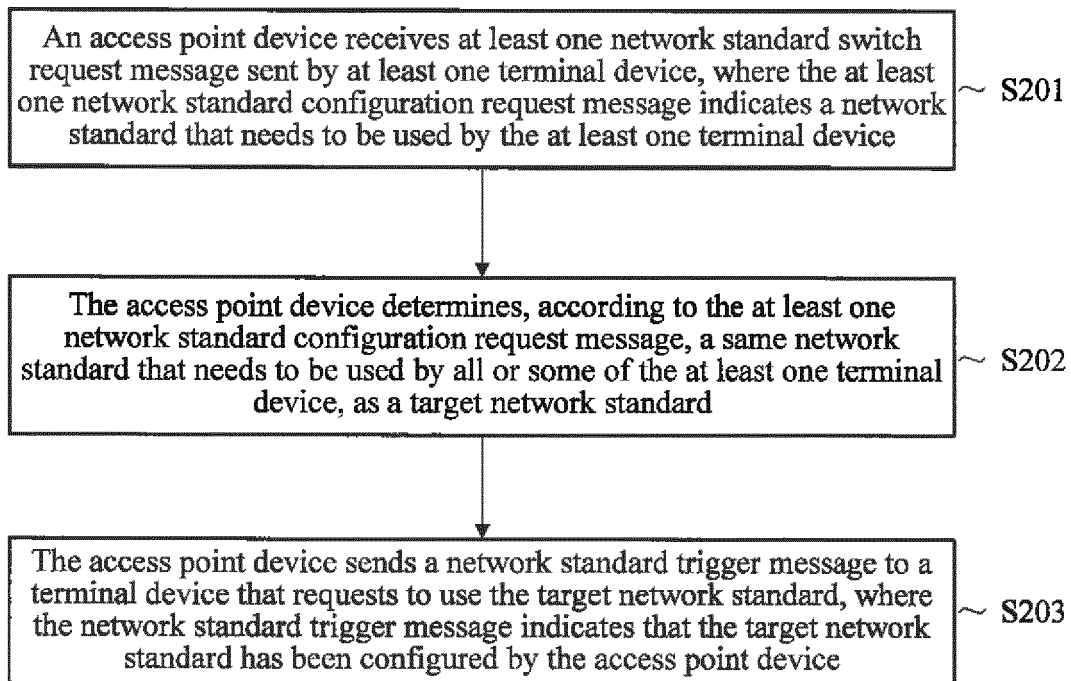 An access point device receives at least one network standard switch
request message sent by at least one terminal device, where the at least
one network standard configuration request message indicates a network
standard that needs to be used by the at least one terminal device
S201
The access point device determines, according to the at least one
network standard configuration request message, a same network
standard that needs to be used by all or some of the at least one terminal
device, as a target network standard
S202
The access point device sends a network standard trigger message to a
terminal device that requests to use the target network standard, where
the network standard trigger message indicates that the target network
standard has been configured by the access point device
S203